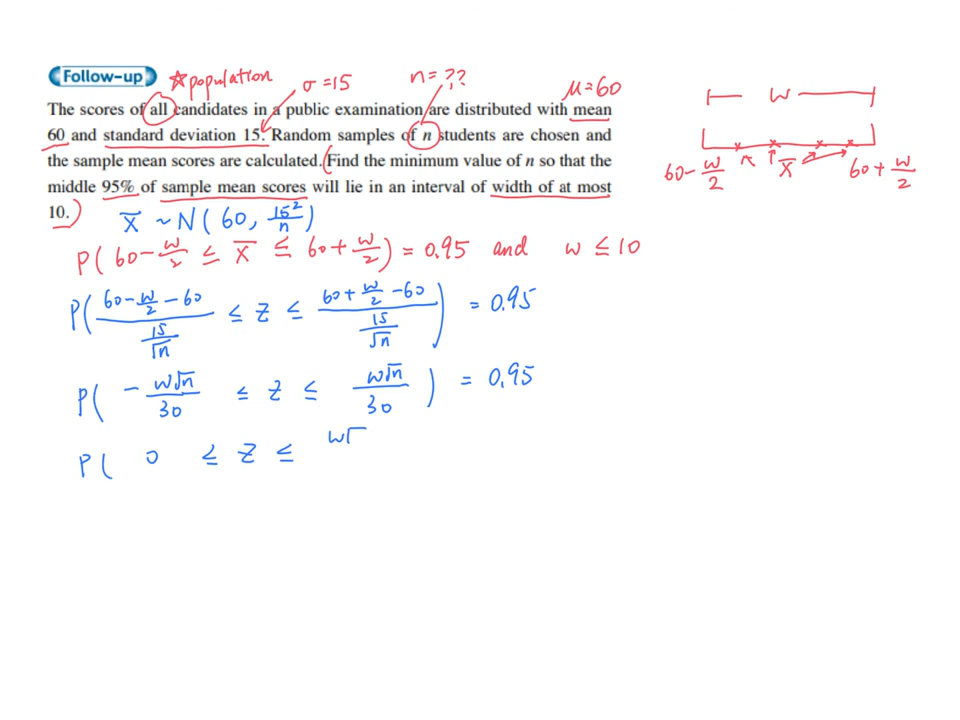 Follow-up ☆population σ=15 n=?? μ=60
The scores of all candidates in a public examination are distributed with mean
60 and standard deviation 15. Random samples of n students are chosen and
the sample mean scores are calculated. Find the minimum value of n so that the
middle 95% of sample mean scores will lie in an interval of width of at most
10.
w
60-w/2 X̄ 60+w/2
X̄ ~N(60, 15²/n)
P(60-w/2 ≤ X̄ ≤ 60+w/2) = 0.95 and w ≤ 10
P((60-w/2-60)/(15/√n) ≤ Z ≤ (60+w/2-60)/(15/√n)) = 0.95
P(-w√n/30 ≤ Z ≤ w√n/30) = 0.95
P( 0 ≤ Z ≤ w√